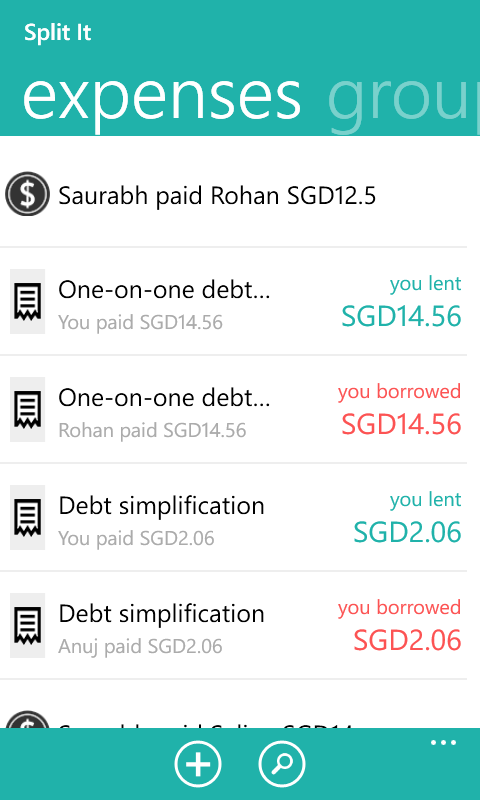 Split It
expenses grou
Saurabh paid Rohan SGD12.5
One-on-one debt...
you lent
You paid SGD14.56
SGD14.56
One-on-one debt...
you borrowed
Rohan paid SGD14.56
SGD14.56
Debt simplification
you lent
You paid SGD2.06
SGD2.06
Debt simplification
you borrowed
Anuj paid SGD2.06
SGD2.06